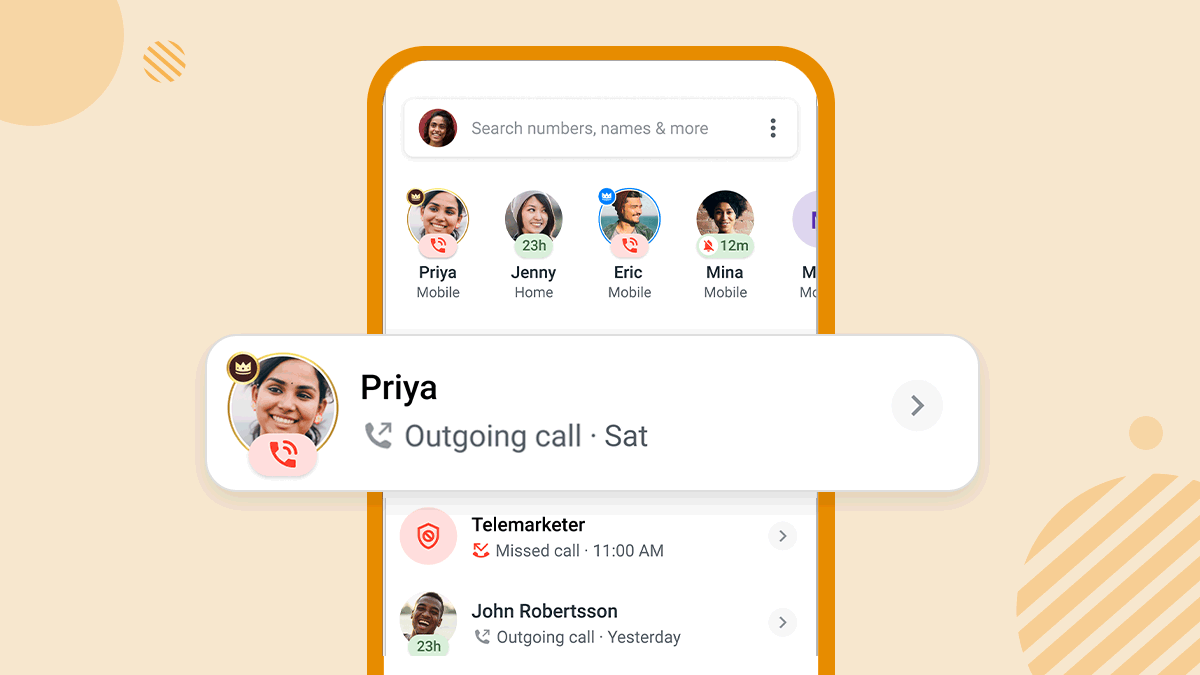 Search numbers, names & more
23h
12m
Priya
Jenny
Eric
Mina
M
Mobile
Home
Mobile
Mobile
Mo
Priya
Outgoing call · Sat
Telemarketer
Missed call · 11:00 AM
John Robertsson
Outgoing call · Yesterday
23h